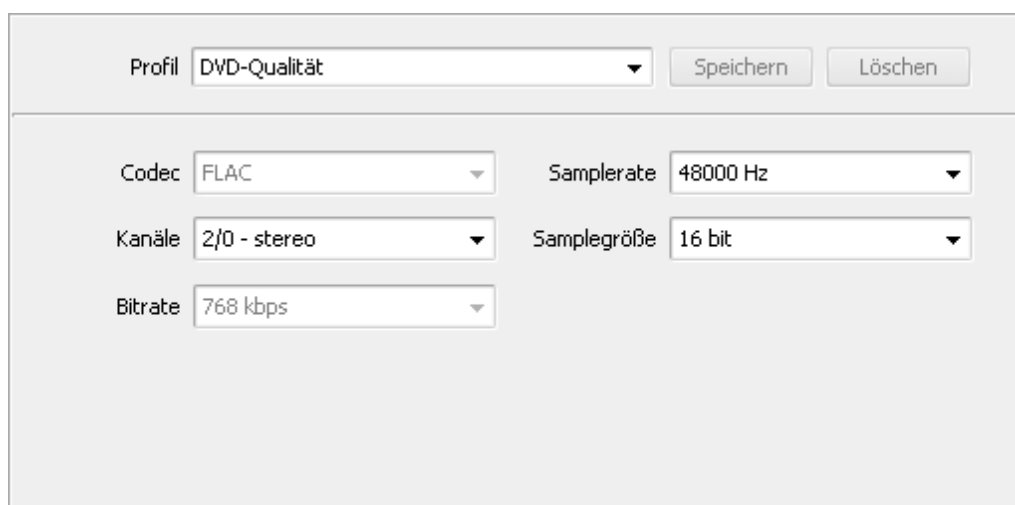 Profil DVD-Qualität Speichern Löschen
Codec FLAC Samplerate 48000 Hz
Kanäle 2/0 - stereo Samplegröße 16 bit
Bitrate 768 kbps